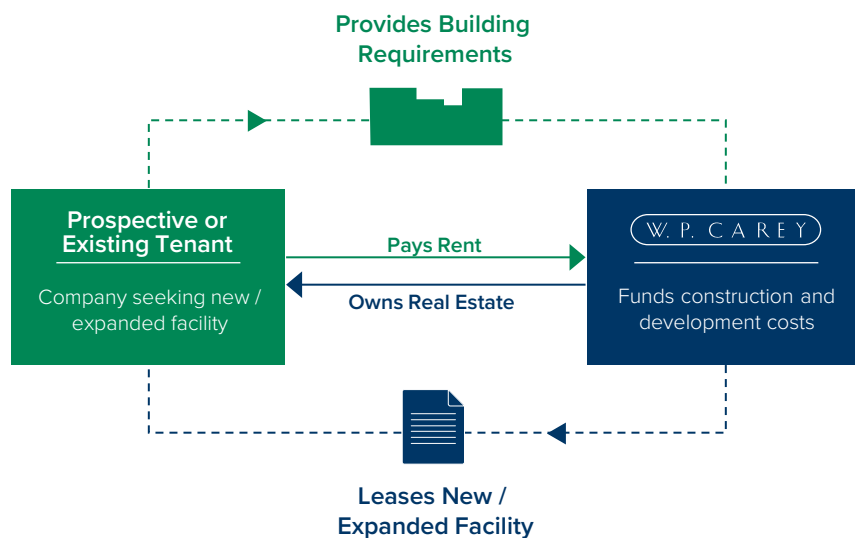 Provides Building
Requirements
Prospective or
Existing Tenant
Company seeking new /
expanded facility
Pays Rent
Owns Real Estate
W. P. CAREY
Funds construction and
development costs
Leases New /
Expanded Facility